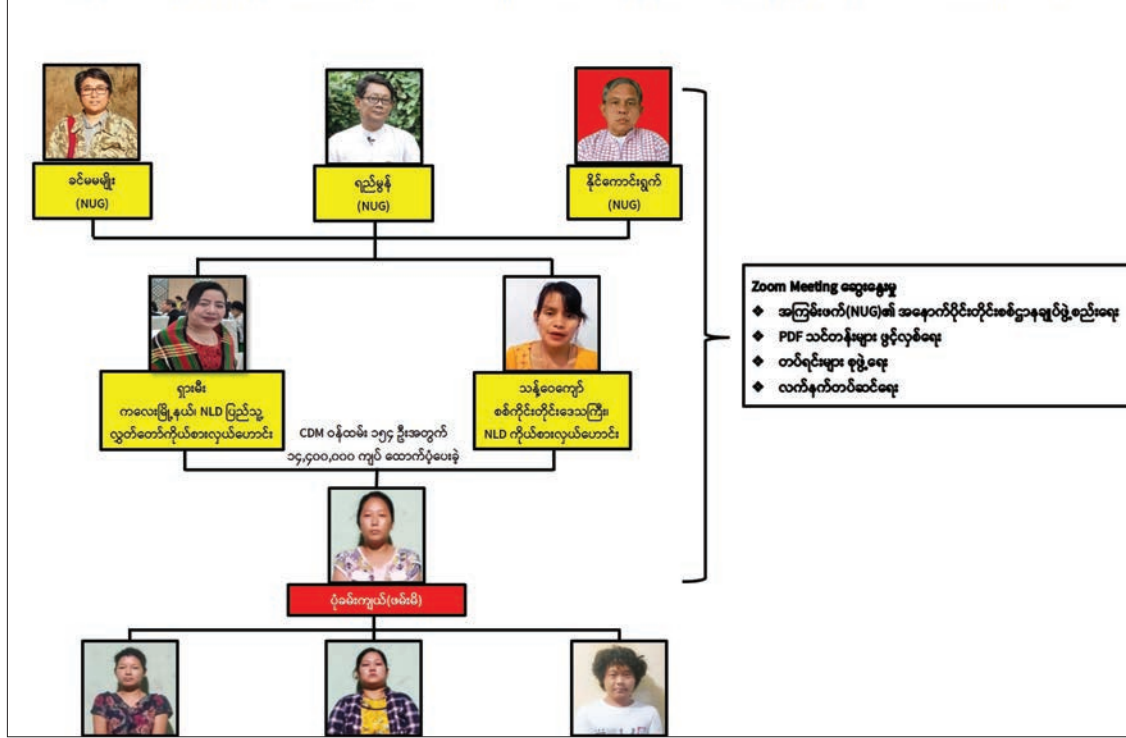 ခင်မမမျိုး
(NUG)
ရည်မွန်
(NUG)
နိုင်ကောင်းရွက်
(NUG)
ရှားမီး
ကလေးမြို့နယ်၊ NLD ပြည်သူ့
လွှတ်တော်ကိုယ်စားလှယ်ဟောင်း
သန့်ဝေကျော်
စစ်ကိုင်းတိုင်းဒေသကြီး၊
NLD ကိုယ်စားလှယ်ဟောင်း
CDM ဝန်ထမ်း ၁၅၄ ဦးအတွက်
၁၄,၄၀၀,၀၀၀ ကျပ် ထောက်ပံ့ပေးခဲ့
ပုံခမ်းကျယ်(ဖမ်းမိ)
Zoom Meeting ဆွေးနွေးမှု
❖ အကြမ်းဖက်(NUG)၏ အနောက်ပိုင်းတိုင်းစစ်ဌာနချုပ်ဖွဲ့စည်းရေး
❖ PDF သင်တန်းများ ဖွင့်လှစ်ရေး
❖ တပ်ရင်းများ စုဖွဲ့ရေး
❖ လက်နက်တပ်ဆင်ရေး